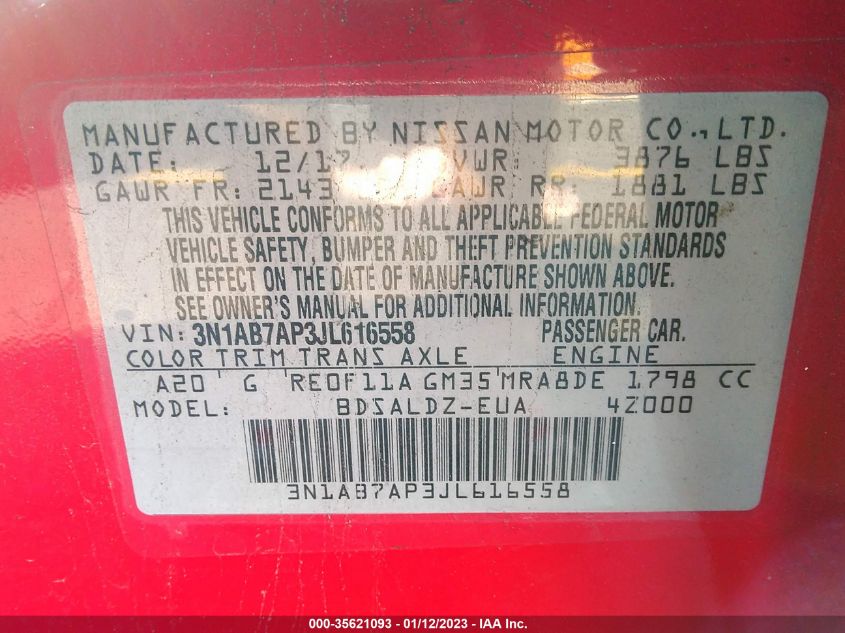 MANUFACTURED BY NISSAN MOTOR CO., LTD.
DATE: 12/17 VWR: 3876 LBS
GAWR FR: 2143 GAWR RR: 1881 LBS
THIS VEHICLE CONFORMS TO ALL APPLICABLE FEDERAL MOTOR
VEHICLE SAFETY, BUMPER AND THEFT PREVENTION STANDARDS
IN EFFECT ON THE DATE OF MANUFACTURE SHOWN ABOVE.
SEE OWNER'S MANUAL FOR ADDITIONAL INFORMATION.
VIN: 3N1AB7AP3JL616558 PASSENGER CAR.
COLOR TRIM TRANS AXLE ENGINE
A20 G RE0F11A GM35 MRA8DE 1798 CC
MODEL: BDSALDZ-EUA 4Z000
3N1AB7AP3JL616558
000-35621093 - 01/12/2023 - IAA Inc.